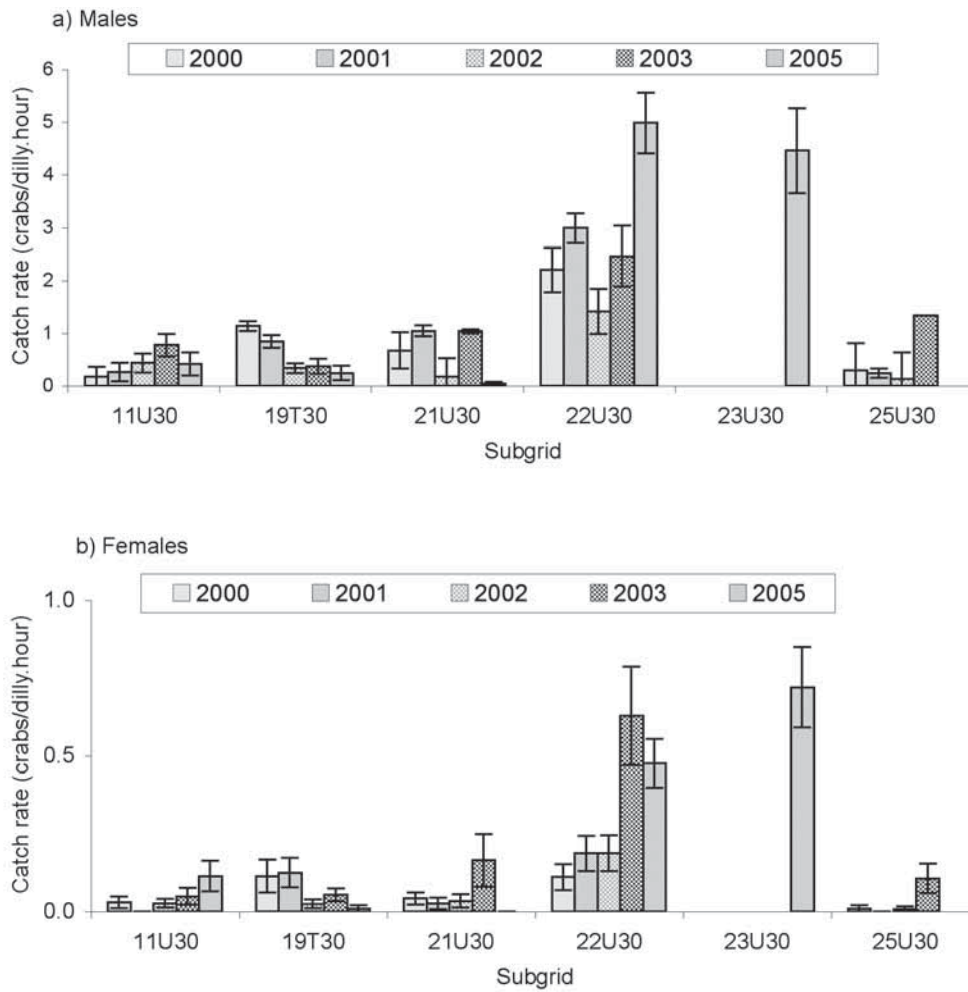 a) Males
2000 2001 2002 2003 2005
Catch rate (crabs/dilly.hour)
6
5
4
3
2
1
0
11U30 19T30 21U30 22U30 23U30 25U30
Subgrid
b) Females
2000 2001 2002 2003 2005
Catch rate (crabs/dilly.hour)
1.0
0.5
0.0
11U30 19T30 21U30 22U30 23U30 25U30
Subgrid